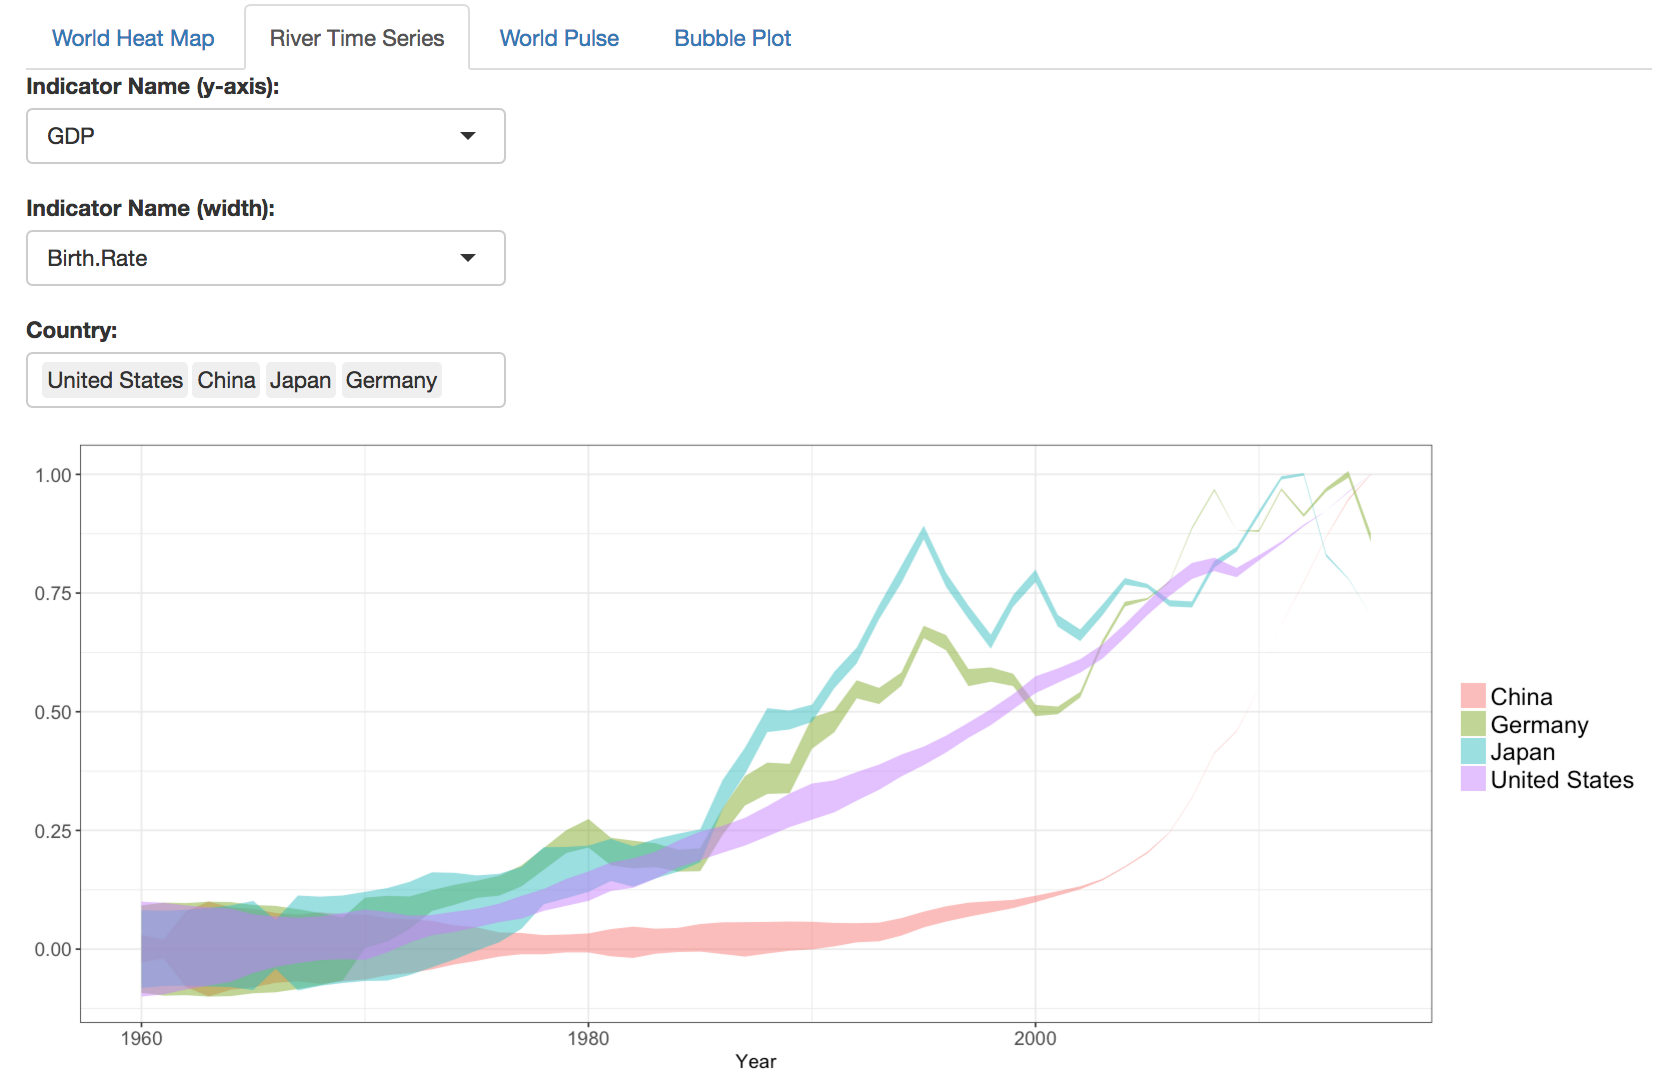 World Heat Map River Time Series World Pulse Bubble Plot
Indicator Name (y-axis):
GDP
Indicator Name (width):
Birth.Rate
Country:
United States China Japan Germany
1.00
0.75
0.50
0.25
0.00
1960 1980 2000
Year
China
Germany
Japan
United States